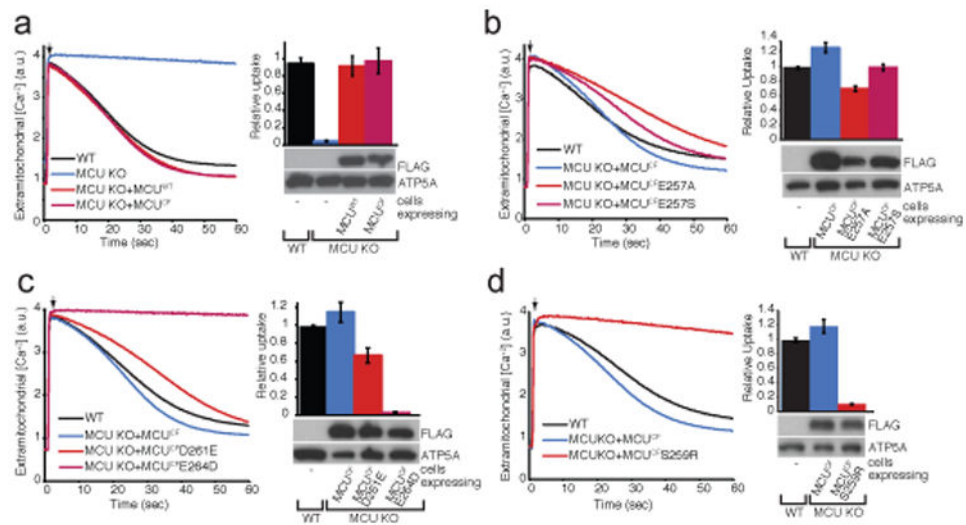 a
Extramitochondrial [Ca²⁺] (a.u.)
4
3
2
1
0
0 10 20 30 40 50 60
Time (sec)
WT
MCU KO
MCU KO+MCUᵂᵀ
MCU KO+MCUᶜᶠ
Relative Uptake
1.2
1
0.8
0.6
0.4
0.2
0
FLAG
ATP5A
- - MCUᵂᵀ MCUᶜᶠ
cells
expressing
WT MCU KO
b
Extramitochondrial [Ca²⁺] (a.u.)
4
3
2
1
0
0 10 20 30 40 50 60
Time (sec)
WT
MCU KO+MCUᶜᶠ
MCU KO+MCUᶜᶠE257A
MCU KO+MCUᶜᶠE257S
Relative Uptake
1.4
1.2
1
0.8
0.6
0.4
0.2
0
FLAG
ATP5A
- MCUᶜᶠ MCUᶜᶠ E257A MCUᶜᶠ E257S
cells
expressing
WT MCU KO
c
Extramitochondrial [Ca²⁺] (a.u.)
4
3
2
1
0
0 10 20 30 40 50 60
Time (sec)
WT
MCU KO+MCUᶜᶠ
MCU KO+MCUᶜᶠD261E
MCU KO+MCUᶜᶠE264D
Relative uptake
1.2
1
0.8
0.6
0.4
0.2
0
FLAG
ATP5A
- MCUᶜᶠ MCUᶜᶠ D261E MCUᶜᶠ E264D
cells
expressing
WT MCU KO
d
Extramitochondrial [Ca²⁺] (a.u.)
4
3
2
1
0
0 10 20 30 40 50 60
Time (sec)
WT
MCUKO+MCUᶜᶠ
MCU KO+MCUᶜᶠS259R
Relative Uptake
1.4
1.2
1
0.8
0.6
0.4
0.2
0
FLAG
ATP5A
- MCUᶜᶠ MCUᶜᶠ S259R
cells
expressing
WT MCU KO